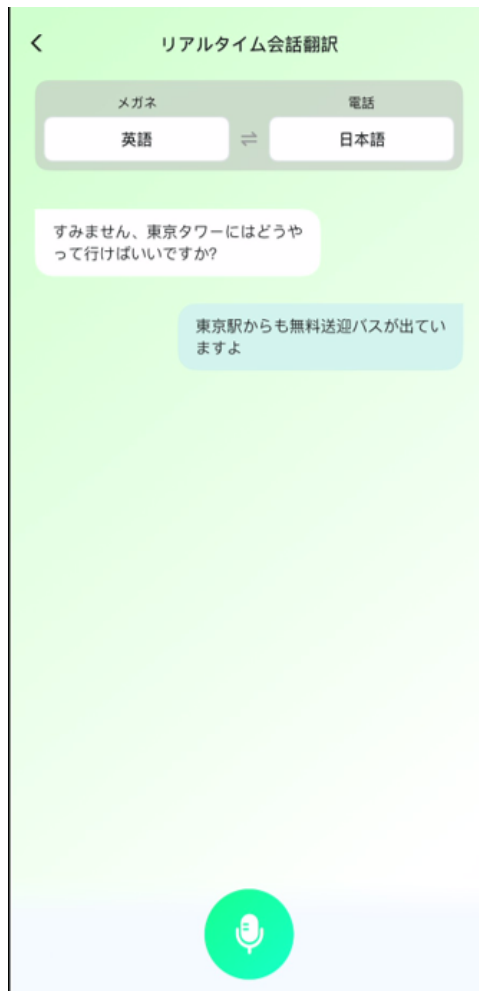 リアルタイム会話翻訳
メガネ
電話
英語
⇌
日本語
すみません、東京タワーにはどうや
って行けばいいですか?
東京駅からも無料送迎バスが出てい
ますよ